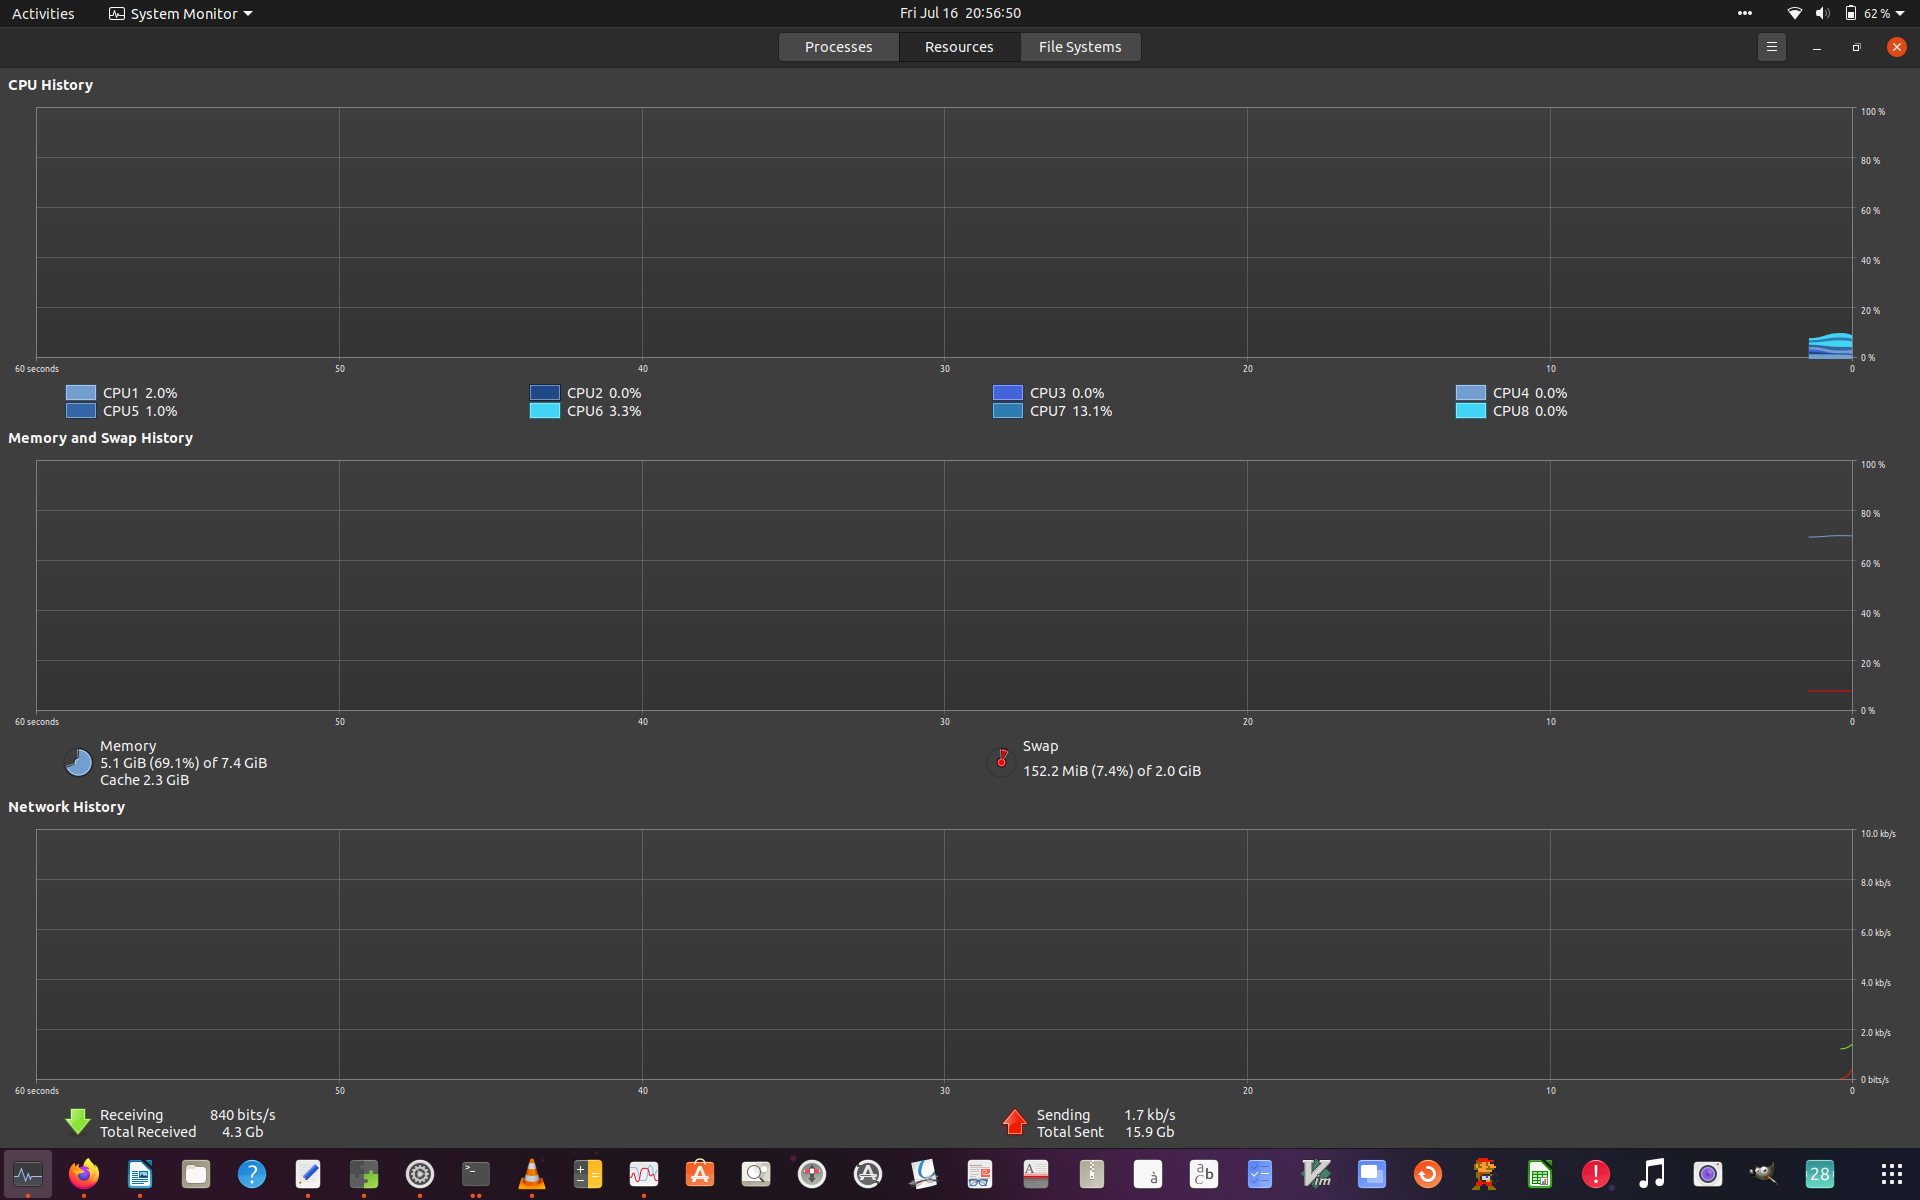 Activities System Monitor Fri Jul 16 20:56:50 62 %
Processes Resources File Systems
CPU History
100 %
80 %
60 %
40 %
20 %
0 %
60 seconds 50 40 30 20 10 0
CPU1 2.0% CPU2 0.0% CPU3 0.0% CPU4 0.0%
CPU5 1.0% CPU6 3.3% CPU7 13.1% CPU8 0.0%
Memory and Swap History
100 %
80 %
60 %
40 %
20 %
0 %
60 seconds 50 40 30 20 10 0
Memory
5.1 GiB (69.1%) of 7.4 GiB
Cache 2.3 GiB
Swap
152.2 MiB (7.4%) of 2.0 GiB
Network History
10.0 kb/s
8.0 kb/s
6.0 kb/s
4.0 kb/s
2.0 kb/s
0 bits/s
60 seconds 50 40 30 20 10 0
Receiving 840 bits/s
Total Received 4.3 Gb
Sending 1.7 kb/s
Total Sent 15.9 Gb
28